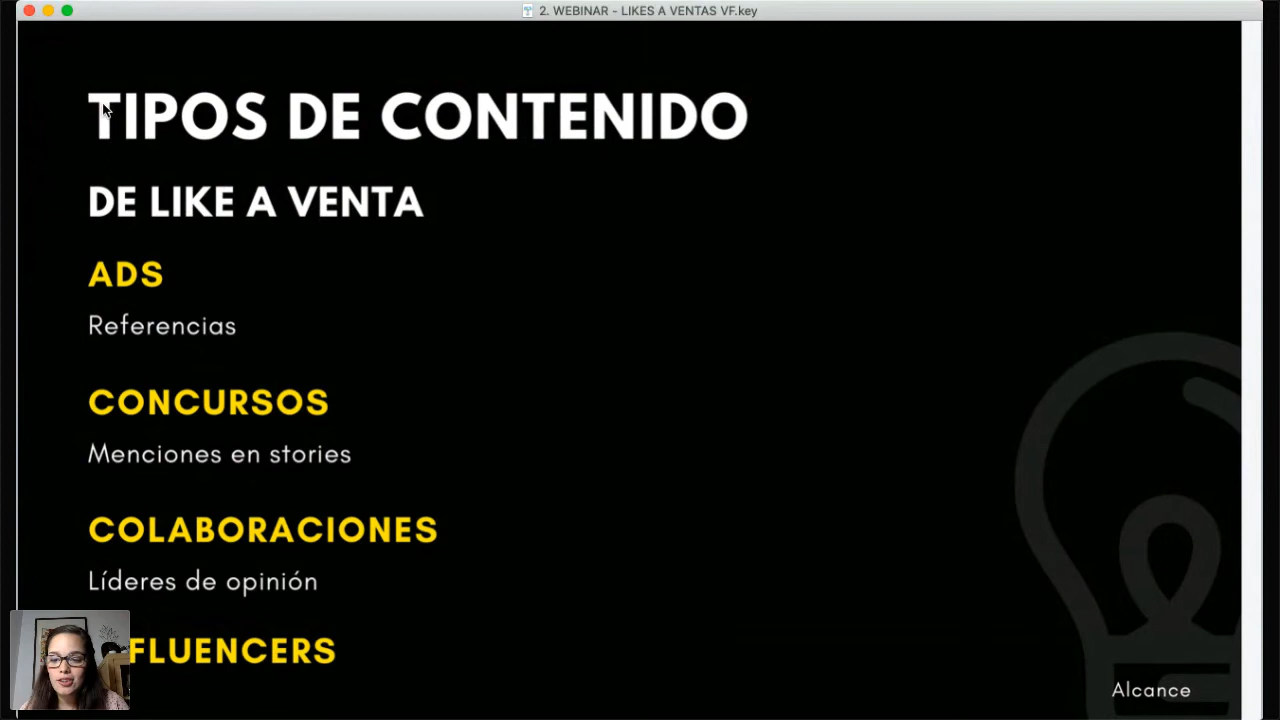 2. WEBINAR - LIKES A VENTAS VF.key
TIPOS DE CONTENIDO
DE LIKE A VENTA
ADS
Referencias
CONCURSOS
Menciones en stories
COLABORACIONES
Líderes de opinión
FLUENCERS
Alcance